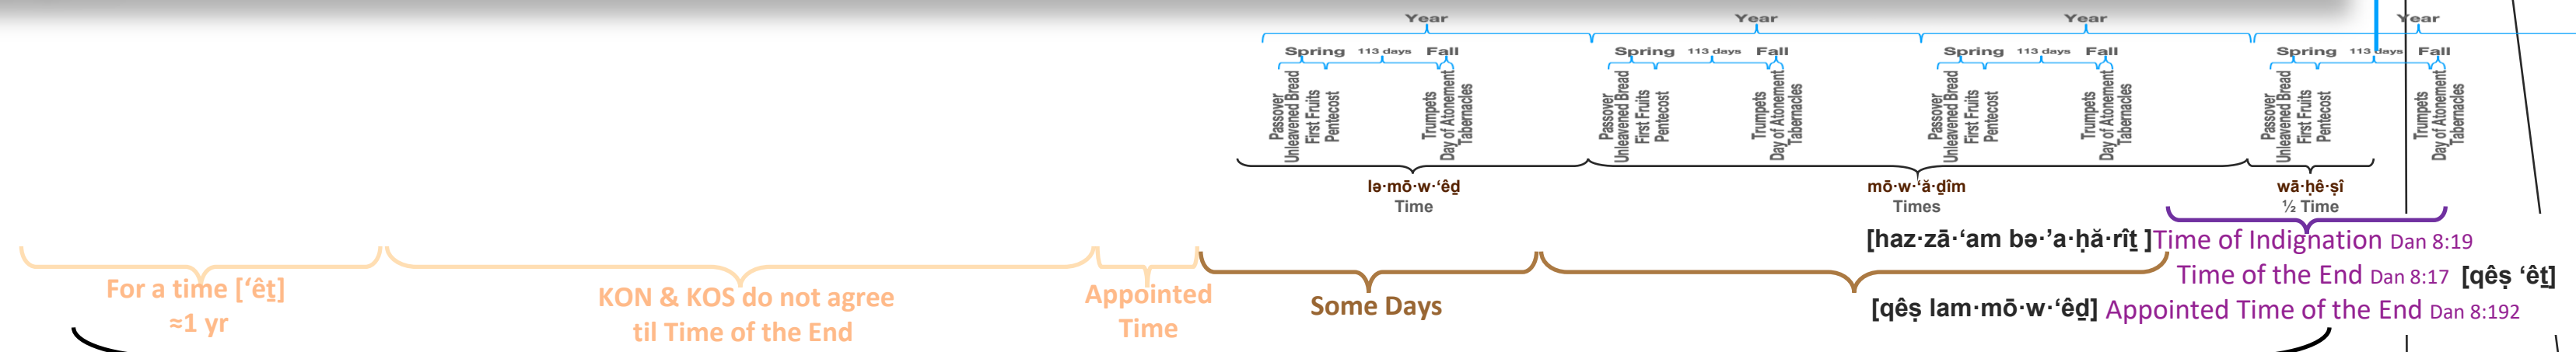 Year Year Year Year
Spring 113 days Fall Spring 113 days Fall Spring 113 days Fall Spring 113 days Fall
Passover
Unleavened Bread
First Fruits
Pentecost
Trumpets
Day of Atonement
Tabernacles
Passover
Unleavened Bread
First Fruits
Pentecost
Trumpets
Day of Atonement
Tabernacles
Passover
Unleavened Bread
First Fruits
Pentecost
Trumpets
Day of Atonement
Tabernacles
Passover
Unleavened Bread
First Fruits
Pentecost
Trumpets
Day of Atonement
Tabernacles
lə·mō·w·‘êḏ
Time
mō·w·‘ă·ḏîm
Times
wā·ḥê·ṣî
½ Time
[haz·zā·‘am bə·’a·ḥă·rîṯ ]Time of Indignation Dan 8:19
Time of the End Dan 8:17 [qêṣ ‘êṯ]
[qêṣ lam·mō·w·‘êḏ] Appointed Time of the End Dan 8:192
For a time [‘êṯ]
≈1 yr
KON & KOS do not agree
til Time of the End
Appointed
Time
Some Days